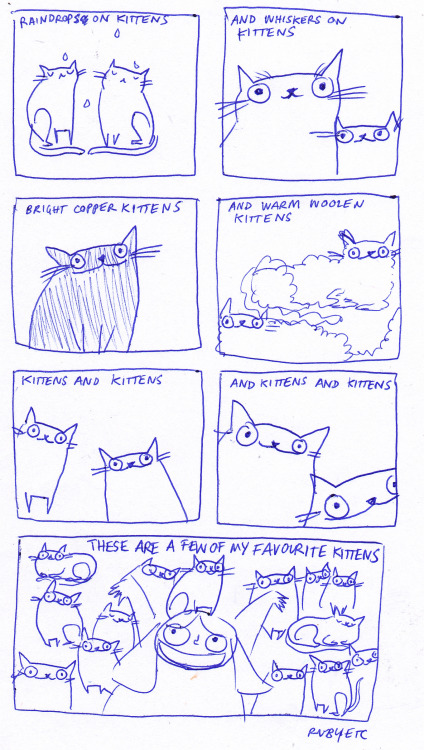 RAINDROPS ON KITTENS
AND WHISKERS ON
KITTENS
BRIGHT COPPER KITTENS
AND WARM WOOLEN
KITTENS
KITTENS AND KITTENS
AND KITTENS AND KITTENS
THESE ARE A FEW OF MY FAVOURITE KITTENS
RUBYETC